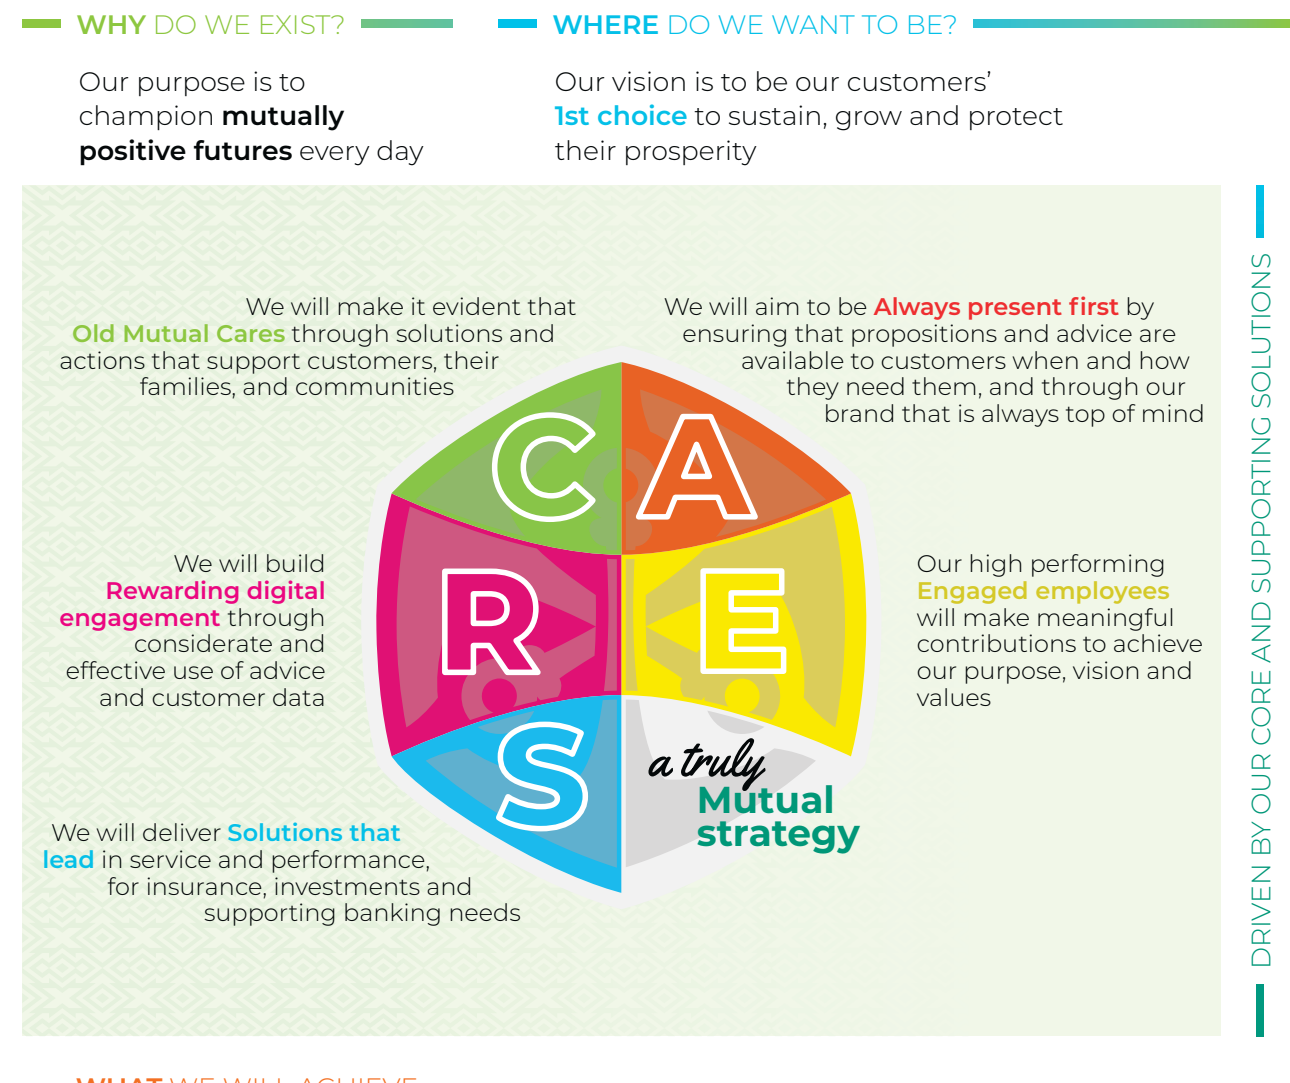 WHY DO WE EXIST?
Our purpose is to
champion mutually
positive futures every day
WHERE DO WE WANT TO BE?
Our vision is to be our customers’
1st choice to sustain, grow and protect
their prosperity
We will make it evident that
Old Mutual Cares through solutions and
actions that support customers, their
families, and communities
We will aim to be Always present first by
ensuring that propositions and advice are
available to customers when and how
they need them, and through our
brand that is always top of mind
C
A
We will build
Rewarding digital
engagement through
considerate and
effective use of advice
and customer data
R
E
Our high performing
Engaged employees
will make meaningful
contributions to achieve
our purpose, vision and
values
We will deliver Solutions that
lead in service and performance,
for insurance, investments and
supporting banking needs
S
a truly
Mutual
strategy
DRIVEN BY OUR CORE AND SUPPORTING SOLUTIONS
WHAT WE WILL ACHIEVE